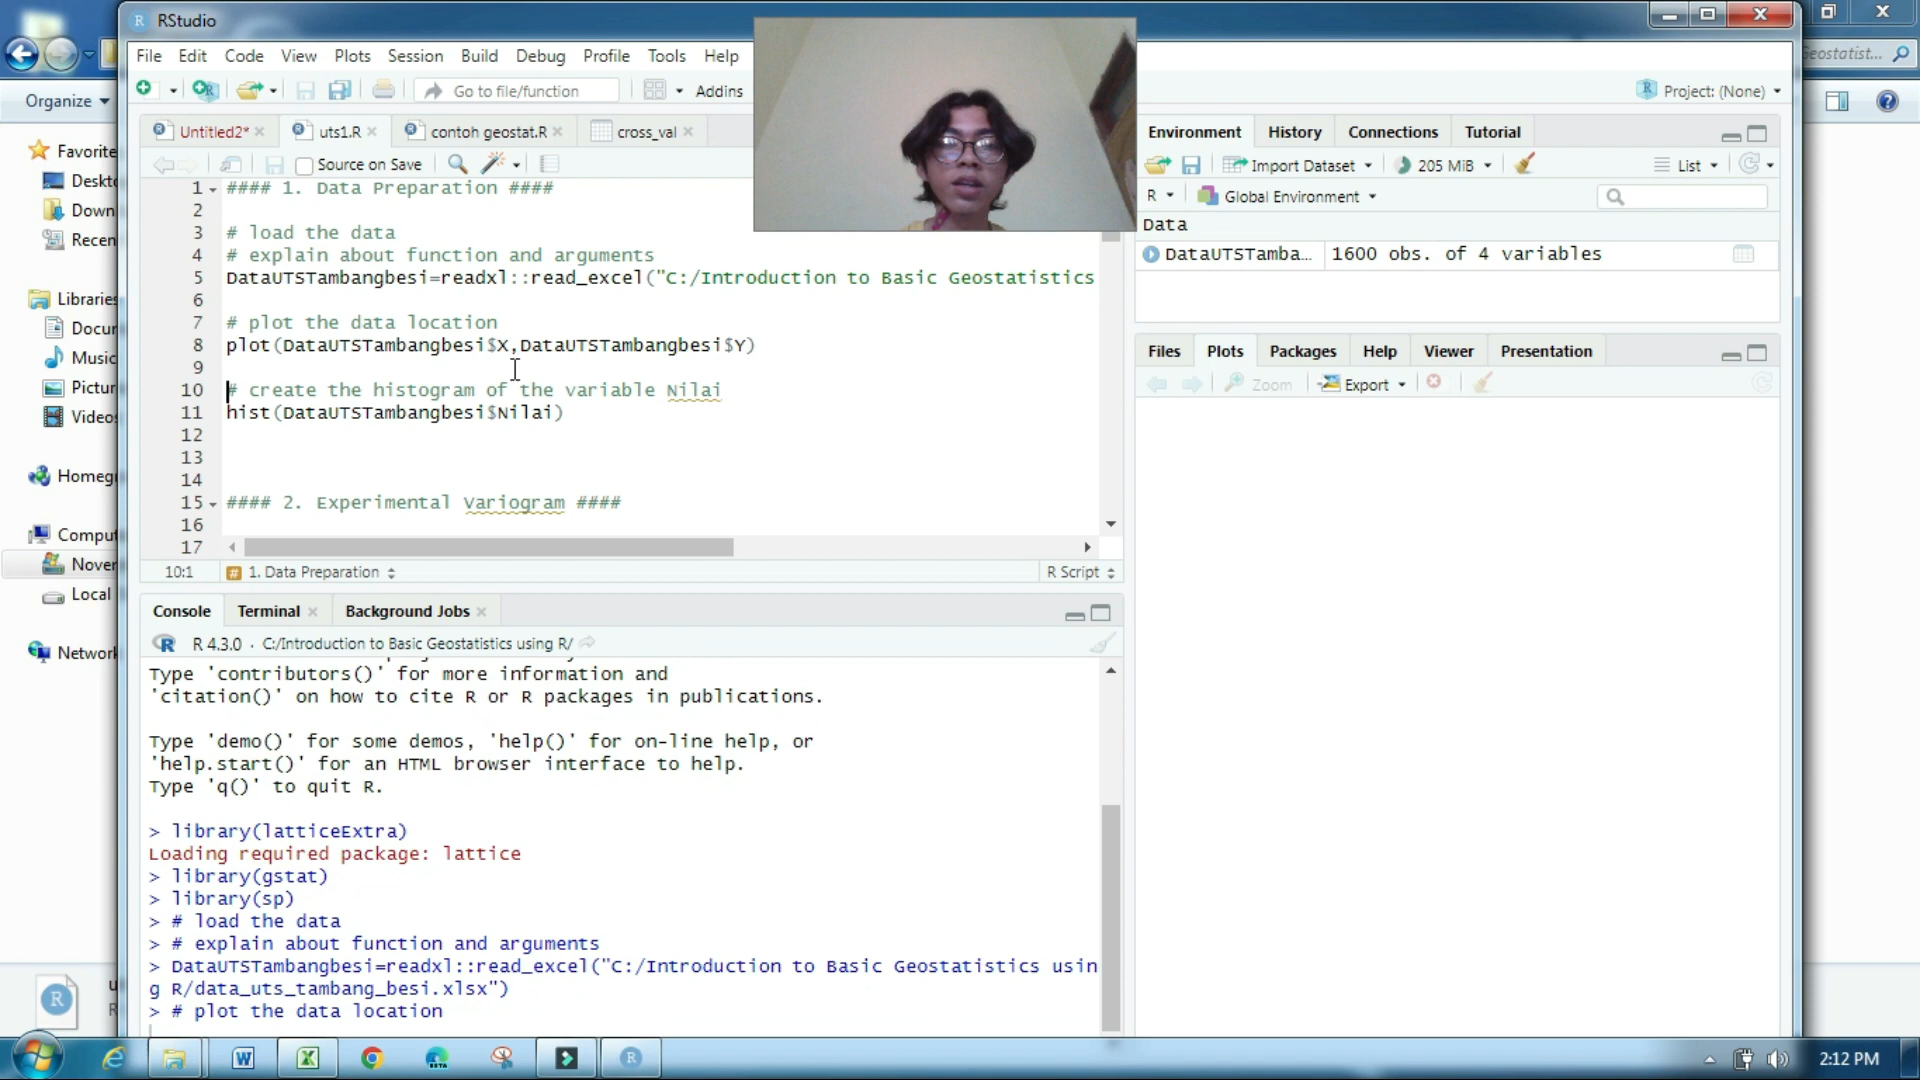 RStudio
File Edit Code View Plots Session Build Debug Tools Profile Help
Go to file/function
Addins
Project: (None)
Geostatist...
Organize
Untitled2*
uts1.R
contoh geostat.R
cross_val
Source on Save
1 #### 1. Data Preparation ####
2
3 # load the data
4 # explain about function and arguments
5 DataUTSTambangbesi=readxl::read_excel("C:/Introduction to Basic Geostatistics
6
7 # plot the data location
8 plot(DataUTSTambangbesi$X,DataUTSTambangbesi$Y)
9
10 # create the histogram of the variable Nilai
11 hist(DataUTSTambangbesi$Nilai)
12
13
14
15 #### 2. Experimental Variogram ####
16
17
10:1
1. Data Preparation
R Script
Console Terminal Background Jobs
R 4.3.0 · C:/Introduction to Basic Geostatistics using R/
Type 'contributors()' for more information and
'citation()' on how to cite R or R packages in publications.
Type 'demo()' for some demos, 'help()' for on-line help, or
'help.start()' for an HTML browser interface to help.
Type 'q()' to quit R.
> library(latticeExtra)
Loading required package: lattice
> library(gstat)
> library(sp)
> # load the data
> # explain about function and arguments
> DataUTSTambangbesi=readxl::read_excel("C:/Introduction to Basic Geostatistics usin
g R/data_uts_tambang_besi.xlsx")
> # plot the data location
Environment History Connections Tutorial
Import Dataset
205 MiB
List
R
Global Environment
Data
DataUTSTamba... 1600 obs. of 4 variables
Files Plots Packages Help Viewer Presentation
Zoom
Export
Favorite
Deskt
Down
Recen
Libraries
Docu
Music
Pictur
Videos
Homegr
Comput
Nover
Local
Network
2:12 PM